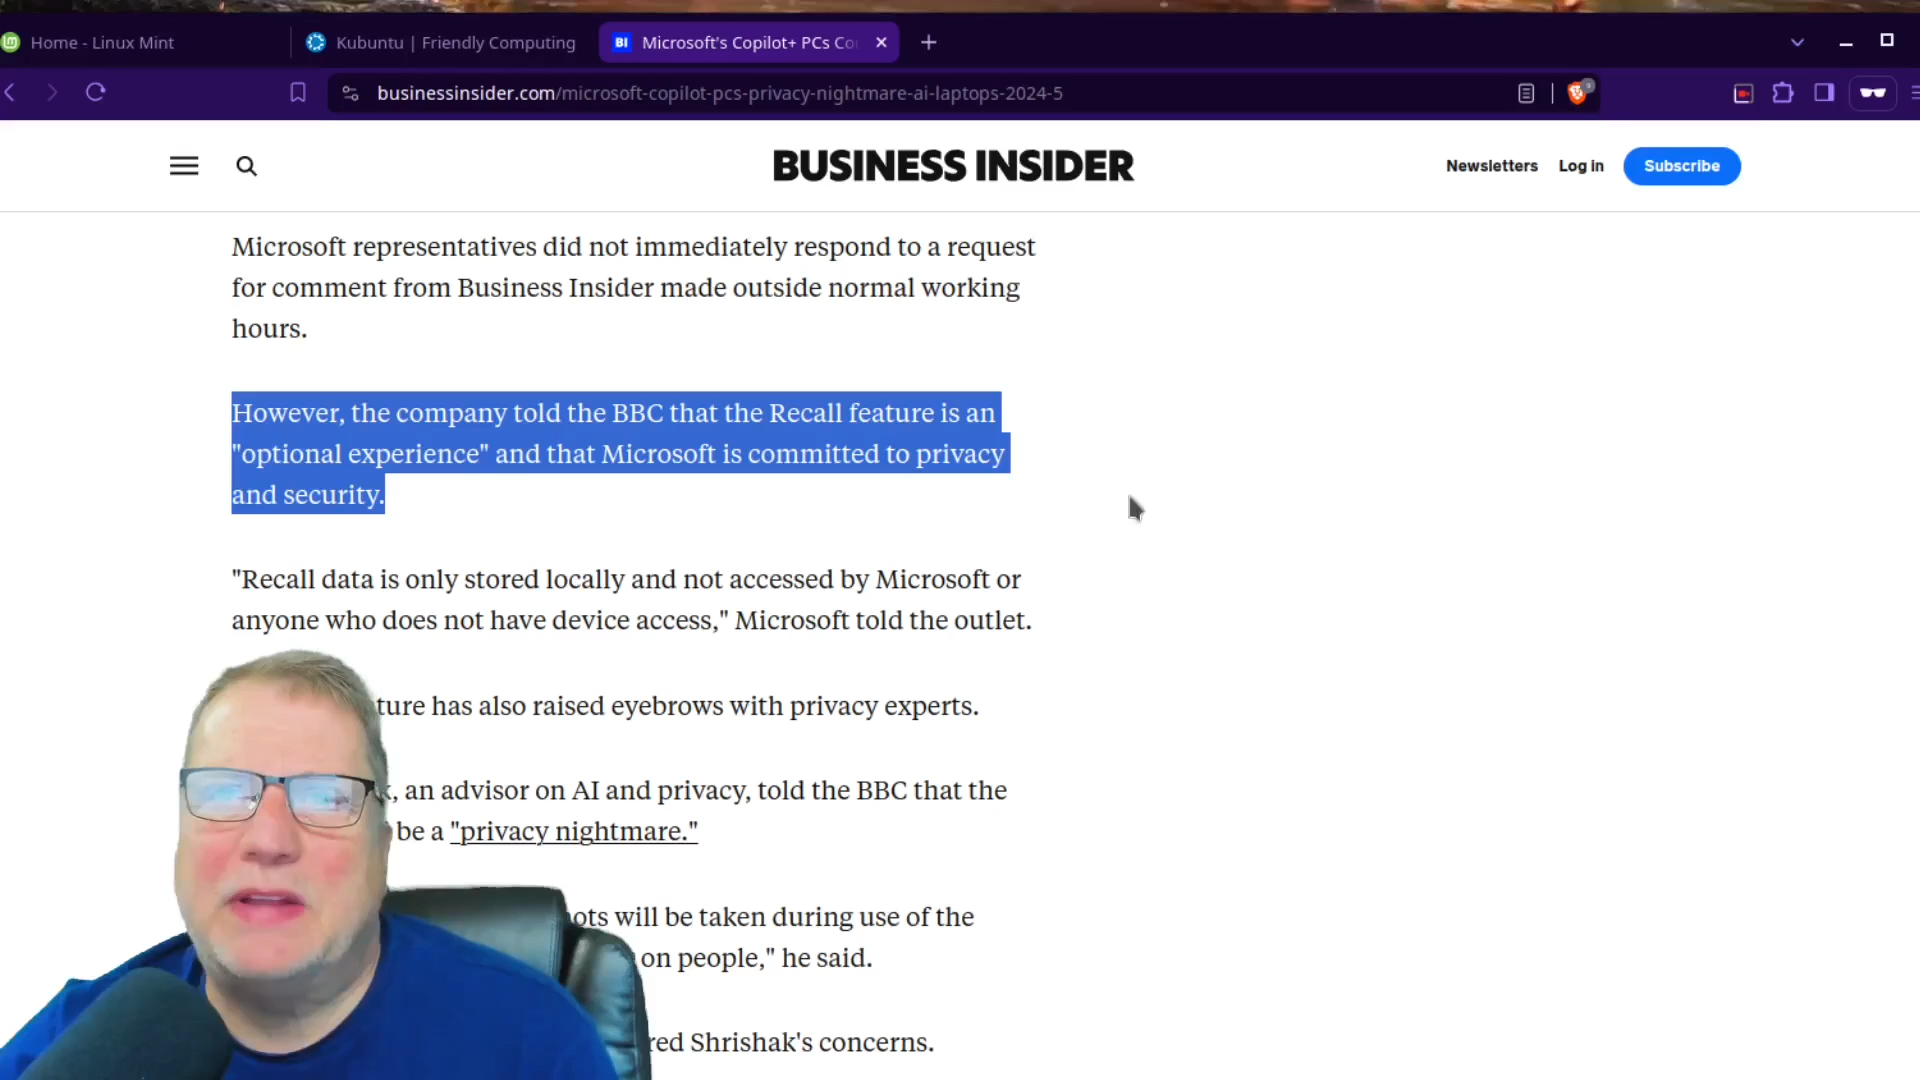 Home - Linux Mint
Kubuntu | Friendly Computing
BI Microsoft's Copilot+ PCs Co
businessinsider.com/microsoft-copilot-pcs-privacy-nightmare-ai-laptops-2024-5
BUSINESS INSIDER
Newsletters Log in Subscribe
Microsoft representatives did not immediately respond to a request
for comment from Business Insider made outside normal working
hours.
However, the company told the BBC that the Recall feature is an
"optional experience" and that Microsoft is committed to privacy
and security.
"Recall data is only stored locally and not accessed by Microsoft or
anyone who does not have device access," Microsoft told the outlet.
ture has also raised eyebrows with privacy experts.
, an advisor on AI and privacy, told the BBC that the
be a "privacy nightmare."
ots will be taken during use of the
on people," he said.
red Shrishak's concerns.